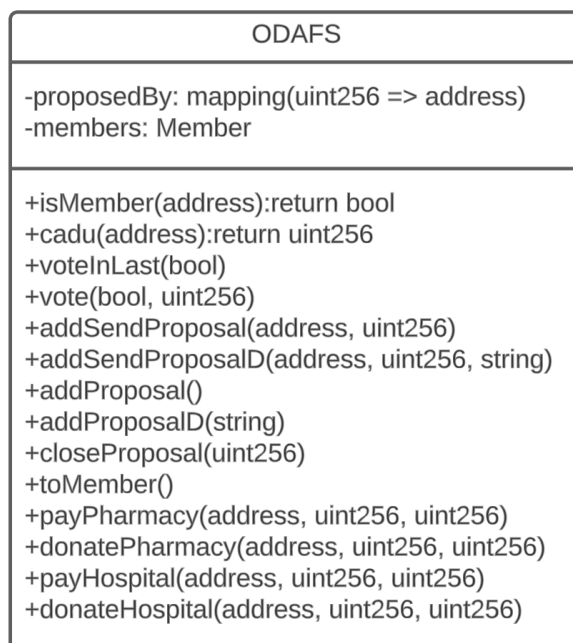 ODAFS
-proposedBy: mapping(uint256 => address)
-members: Member
+isMember(address):return bool
+cadu(address):return uint256
+voteInLast(bool)
+vote(bool, uint256)
+addSendProposal(address, uint256)
+addSendProposalD(address, uint256, string)
+addProposal()
+addProposalD(string)
+closeProposal(uint256)
+toMember()
+payPharmacy(address, uint256, uint256)
+donatePharmacy(address, uint256, uint256)
+payHospital(address, uint256, uint256)
+donateHospital(address, uint256, uint256)